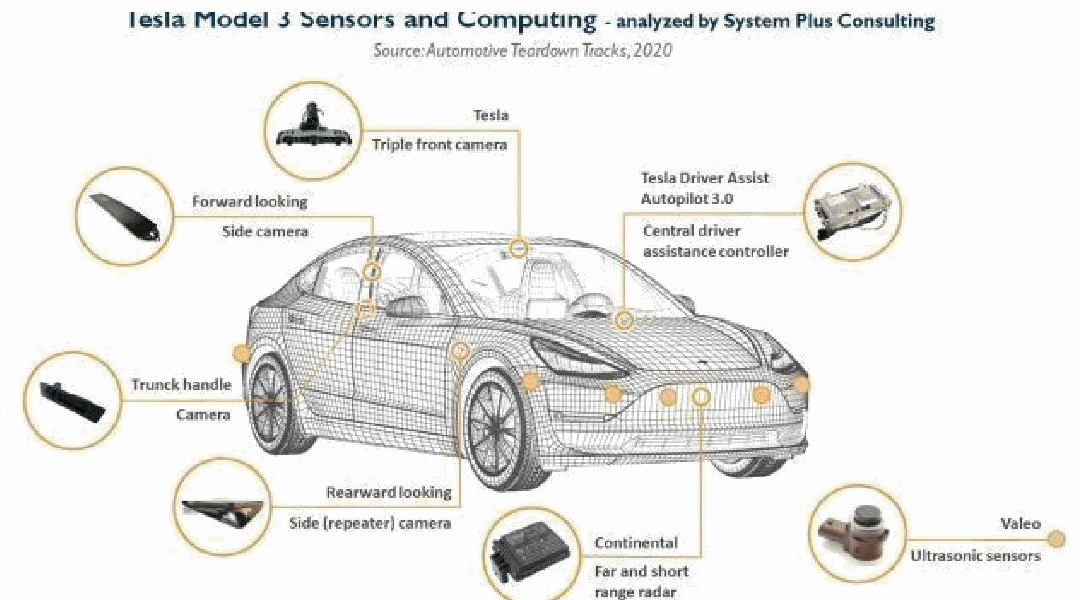 Tesla Model 3 Sensors and Computing - analyzed by System Plus Consulting
Source: Automotive Teardown Tracks, 2020
Tesla
Triple front camera
Tesla Driver Assist
Autopilot 3.0
Central driver
assistance controller
Forward looking
Side camera
Trunck handle
Camera
Rearward looking
Side (repeater) camera
Continental
Far and short
range radar
Valeo
Ultrasonic sensors